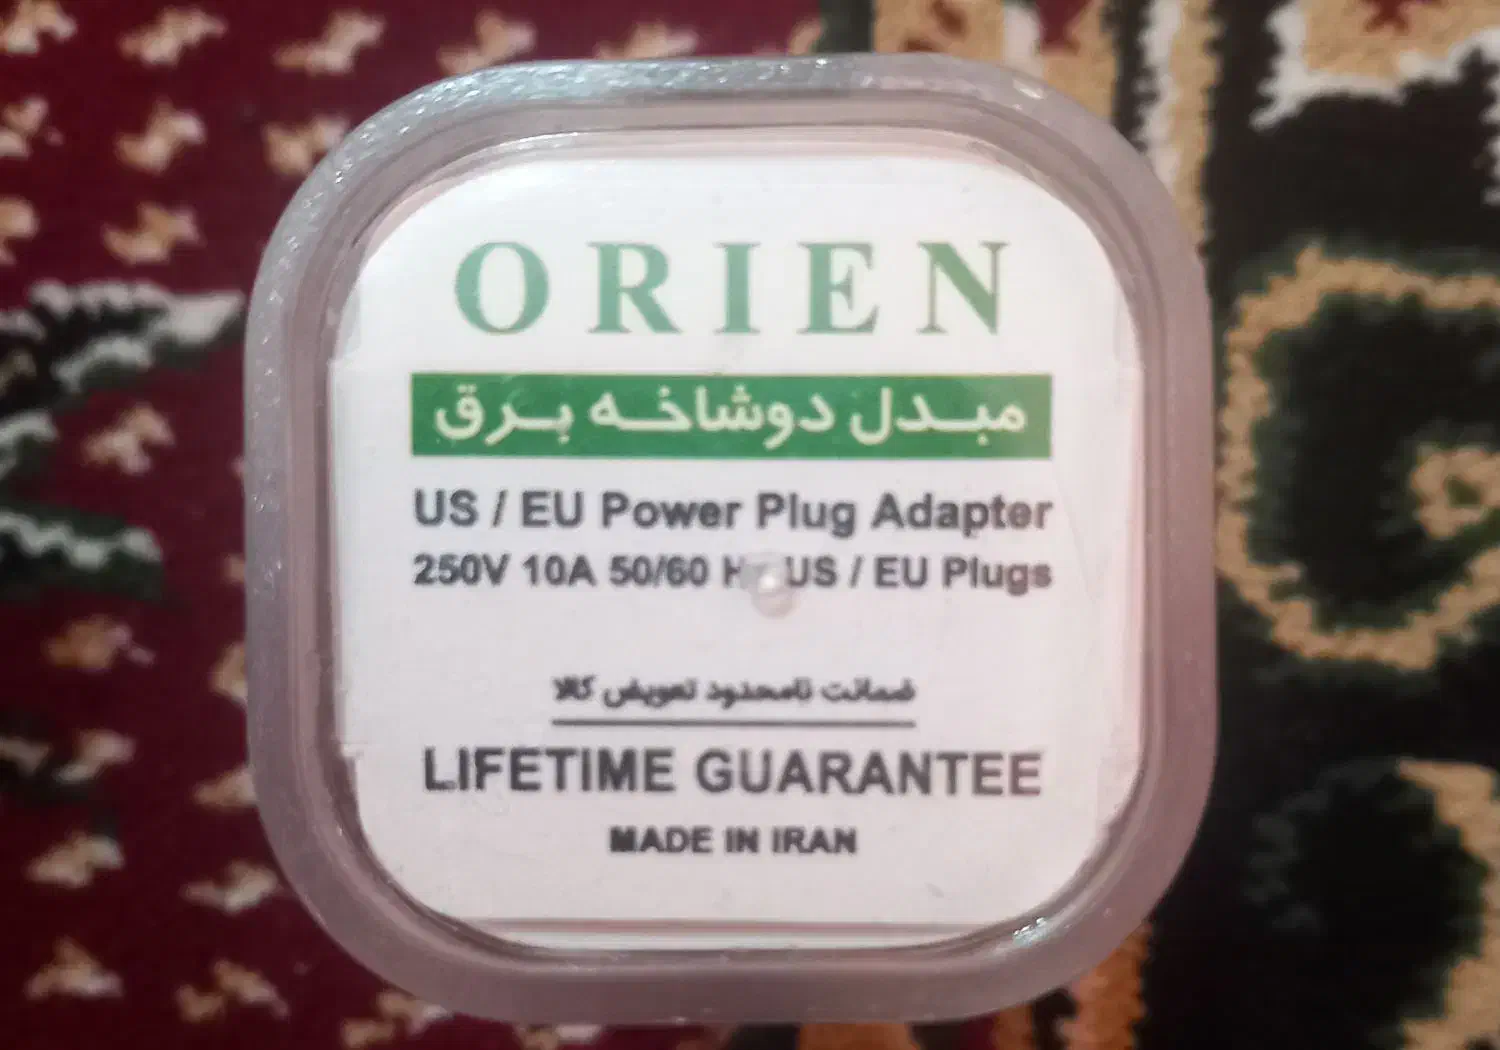 ORIEN
مبدل دوشاخه برق
US / EU Power Plug Adapter
250V 10A 50/60 Hz US / EU Plugs
ضمانت نامحدود تعویض کالا
LIFETIME GUARANTEE
MADE IN IRAN